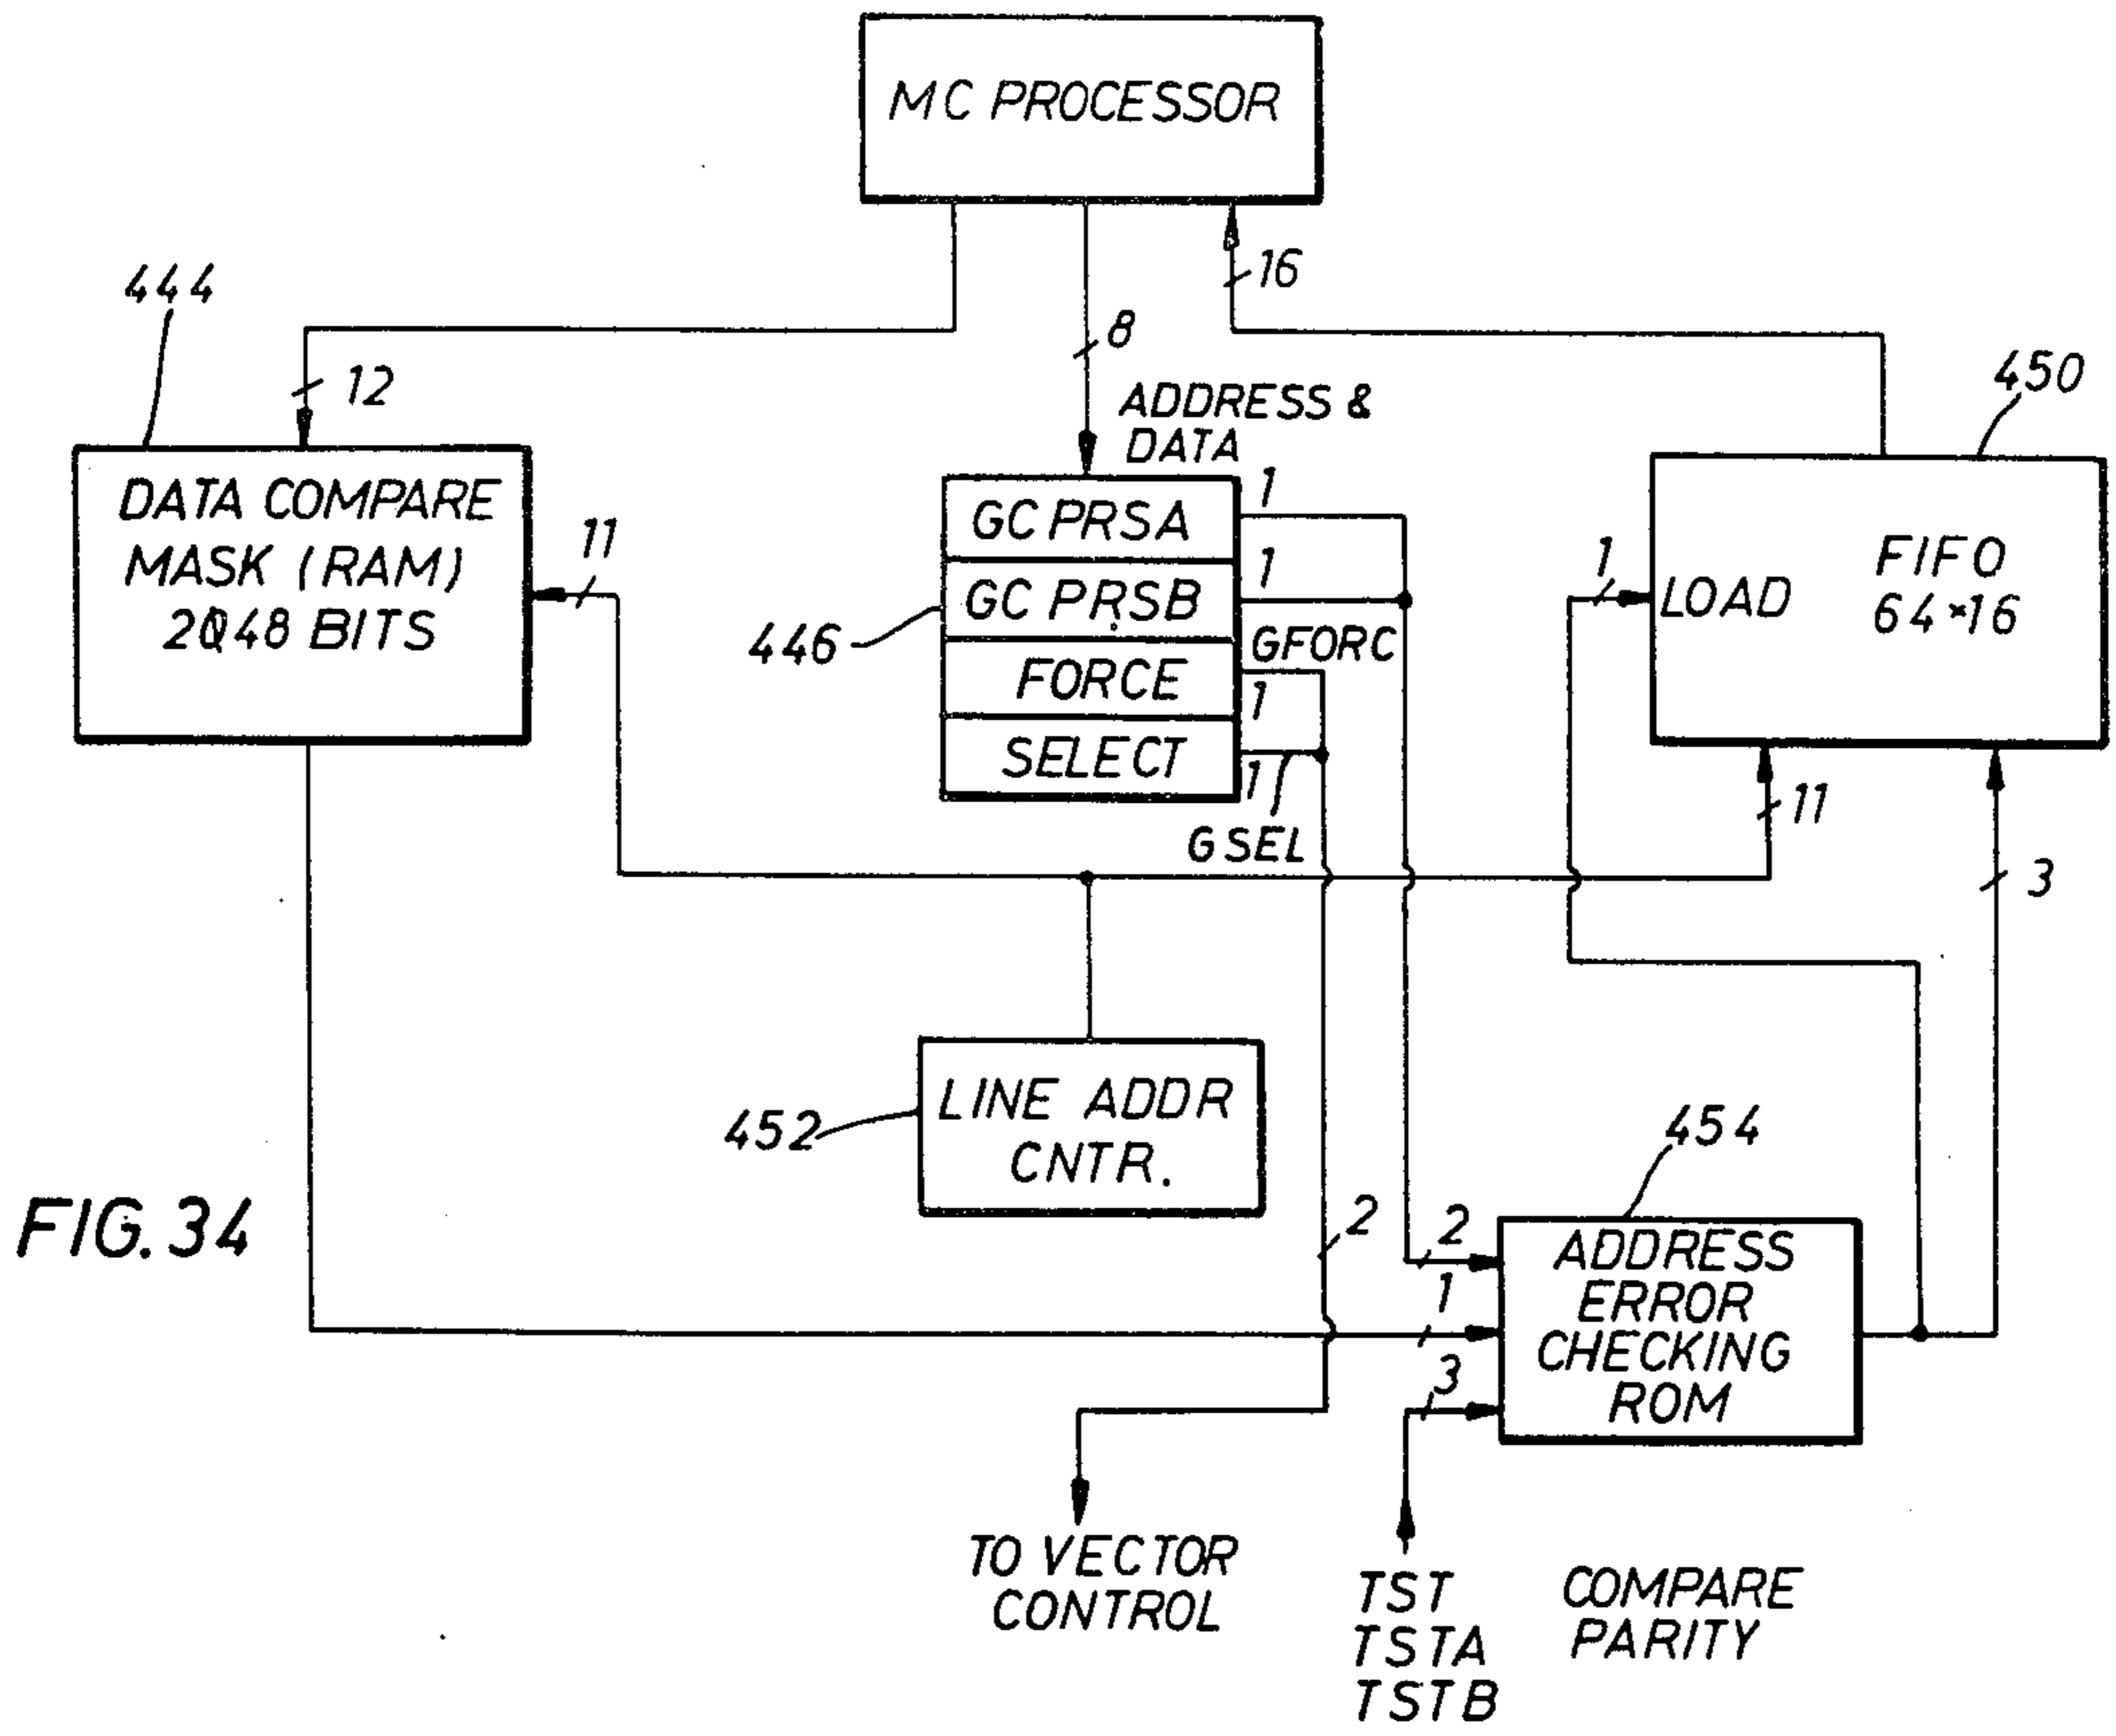 MC PROCESSOR
444
12
8
16
450
ADDRESS &
DATA
DATA COMPARE
MASK (RAM)
2048 BITS
11
446
GC PRSA
GC PRSB
FORCE
SELECT
1
1
GFORC
1
1
GSEL
1
LOAD
FIFO
64×16
11
3
452
LINE ADDR
CNTR.
454
FIG. 34
2
2
1
3
ADDRESS
ERROR
CHECKING
ROM
TO VECTOR
CONTROL
TST
TSTA
TSTB
COMPARE
PARITY